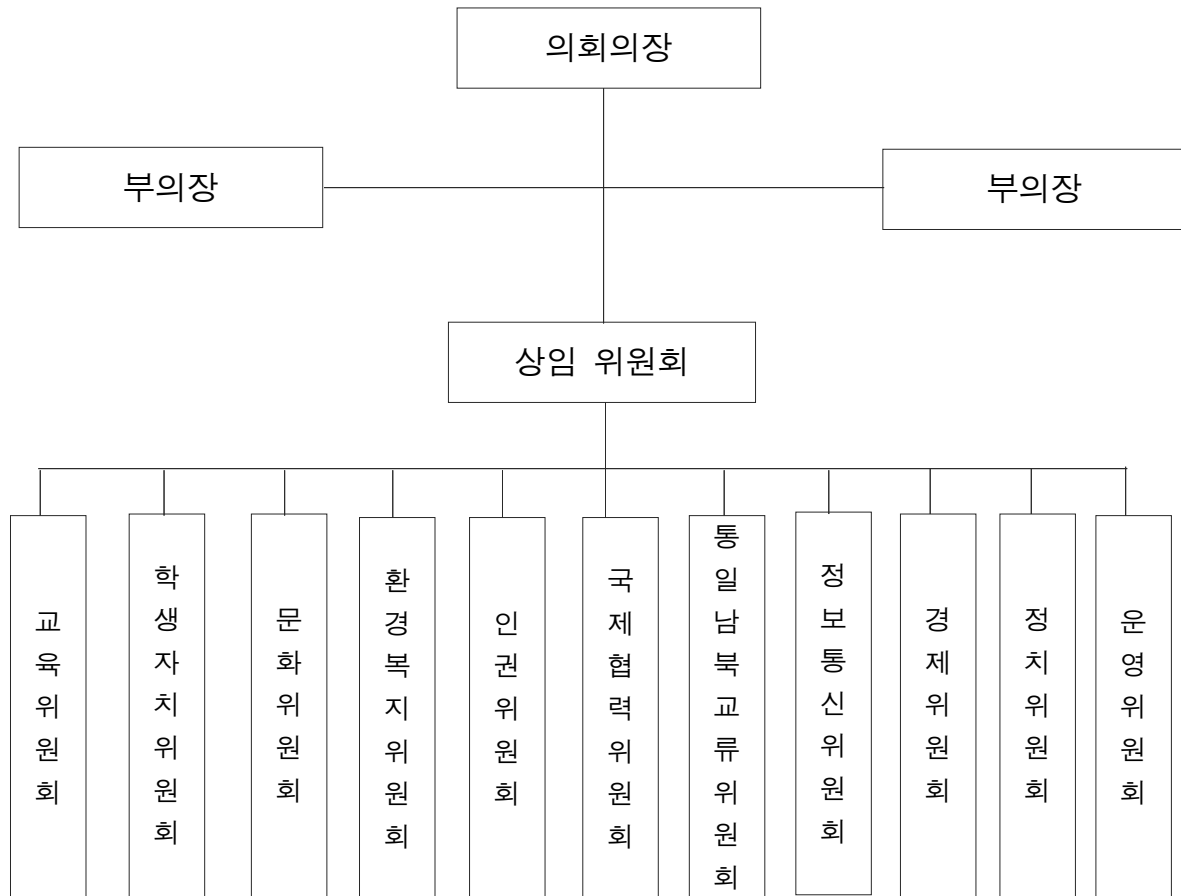 의회의장
부의장
부의장
상임 위원회
교육위원회
학생자치위원회
문화위원회
환경복지위원회
인권위원회
국제협력위원회
통일남북교류위원회
정보통신위원회
경제위원회
정치위원회
운영위원회